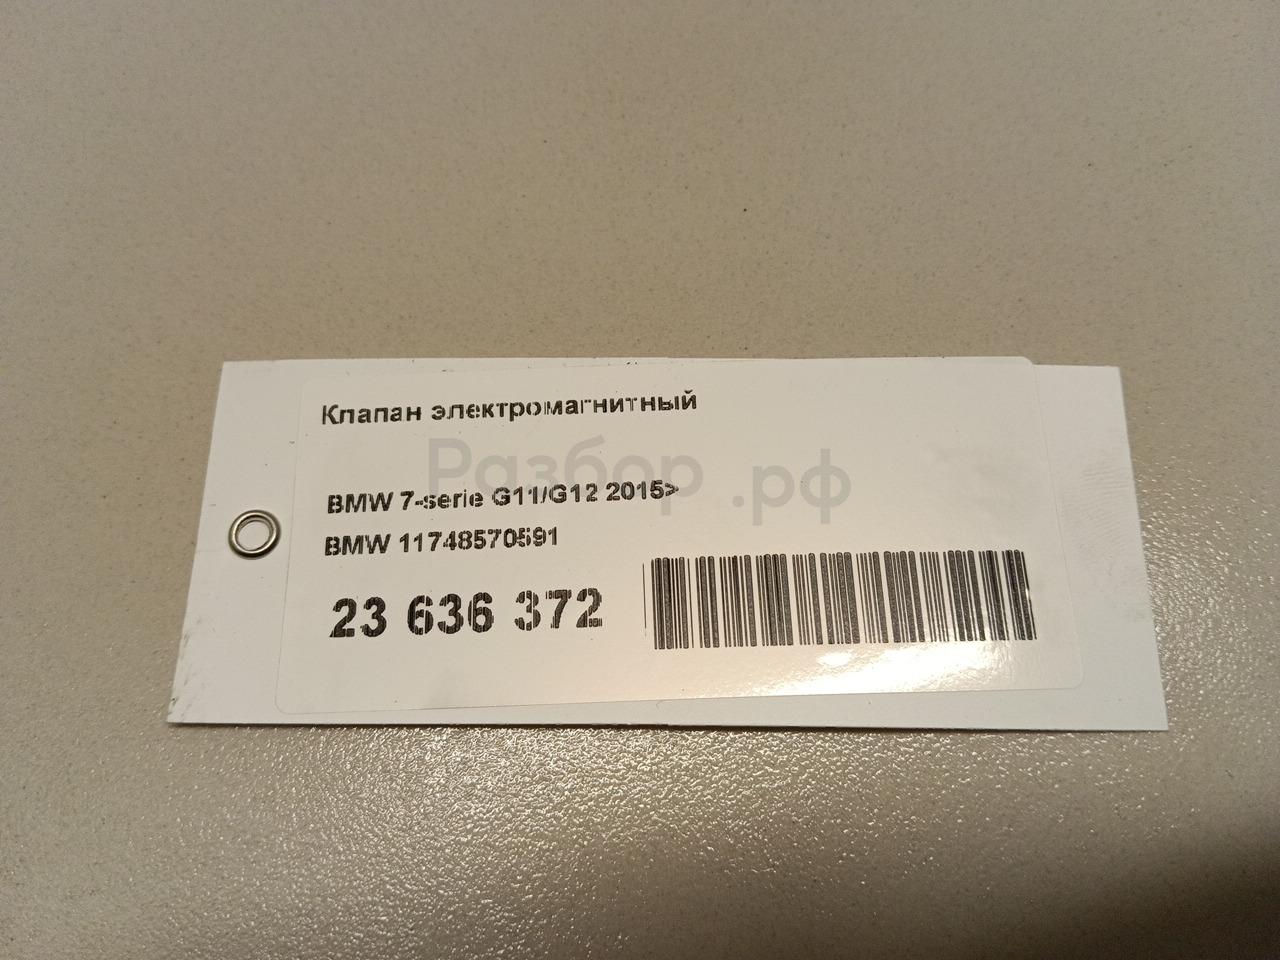 Клапан электромагнитный
Разбор.рф
BMW 7-serie G11/G12 2015>
BMW 11748570591
23 636 372